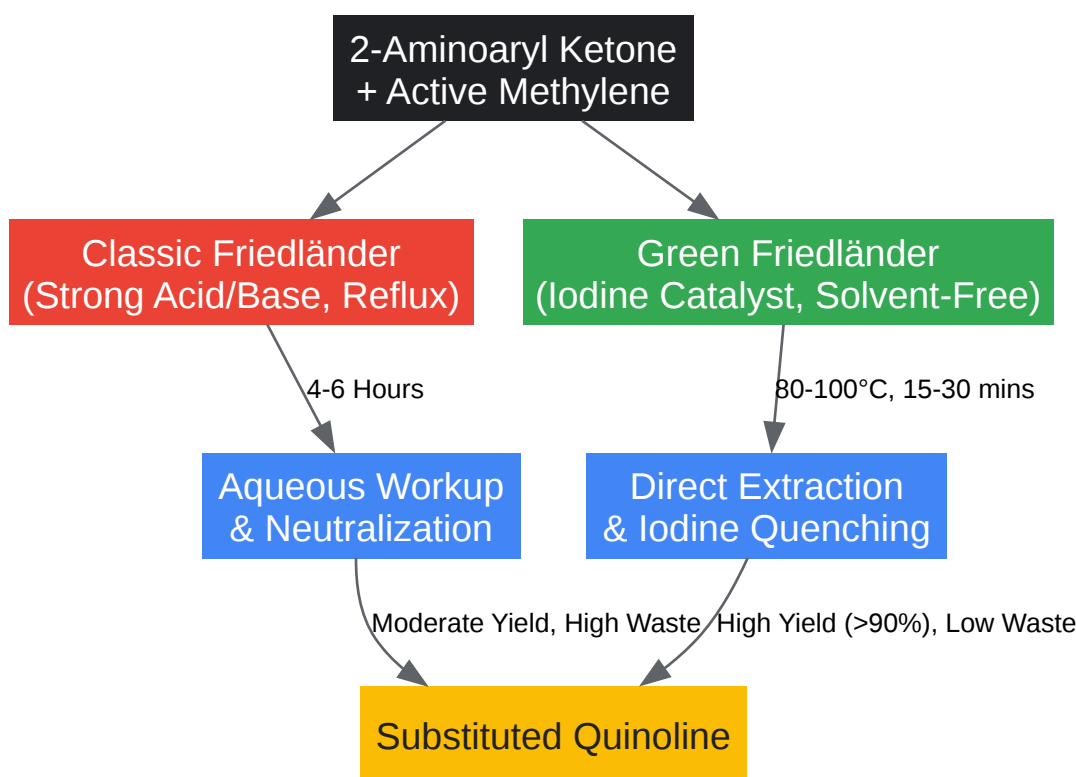 2-Aminoaryl Ketone
+ Active Methylene
Classic Friedländer
(Strong Acid/Base, Reflux)
Green Friedländer
(Iodine Catalyst, Solvent-Free)
4-6 Hours
80-100°C, 15-30 mins
Aqueous Workup
& Neutralization
Direct Extraction
& Iodine Quenching
Moderate Yield, High Waste
High Yield (>90%), Low Waste
Substituted Quinoline